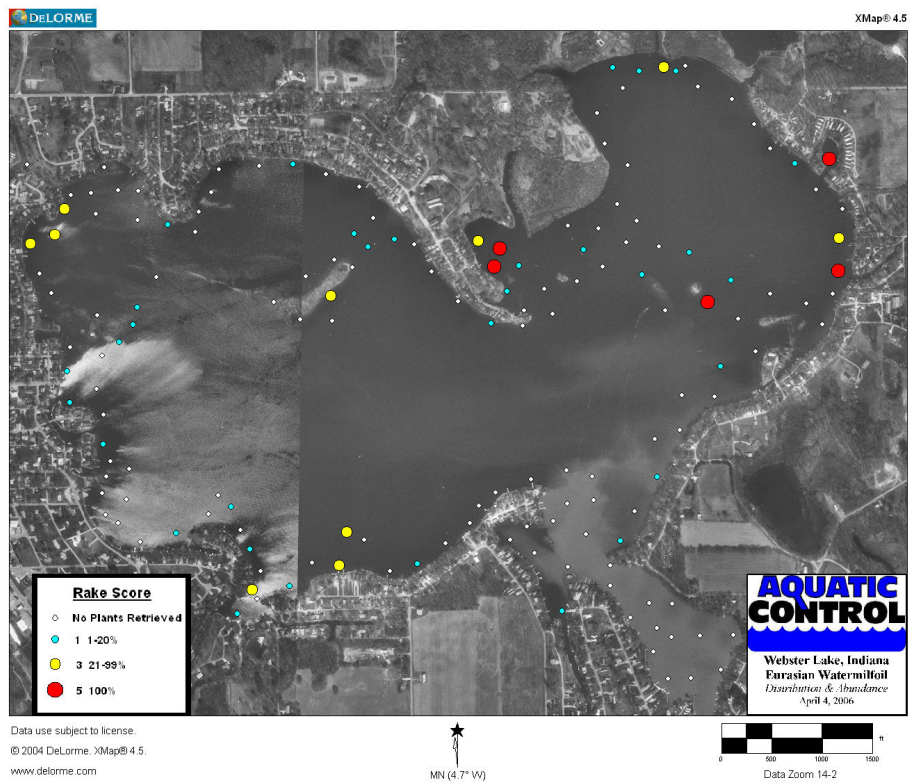 DELORME
XMap® 4.5
Rake Score
No Plants Retrieved
1 1-20%
3 21-99%
5 100%
AQUATIC
CONTROL
Webster Lake, Indiana
Eurasian Watermilfoil
Distribution & Abundance
April 4, 2006
Data use subject to license.
© 2004 DeLorme. XMap® 4.5.
www.delorme.com
MN (4.7° W)
ft
0 500 1000 1500
Data Zoom 14-2